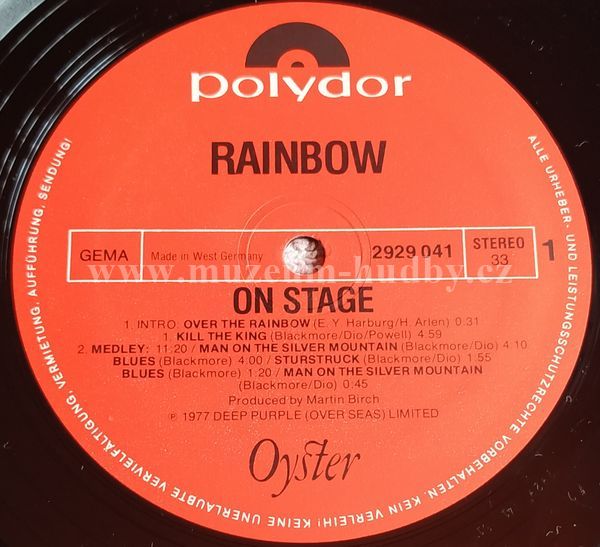 polydor
RAINBOW
GEMA Made in West Germany 2929 041 STEREO 33 1
ON STAGE
1. INTRO: OVER THE RAINBOW (E. Y. Harburg/H. Arlen) 0:31
1. KILL THE KING (Blackmore/Dio/Powell) 4:59
2. MEDLEY: 11:20 / MAN ON THE SILVER MOUNTAIN (Blackmore/Dio) 4:10
BLUES (Blackmore) 4:00 / STURSTRUCK (Blackmore/Dio) 1:55
BLUES (Blackmore) 1:20 / MAN ON THE SILVER MOUNTAIN
(Blackmore/Dio) 0:45
Produced by Martin Birch
℗ 1977 DEEP PURPLE (OVER SEAS) LIMITED
Oyster
ALLE URHEBER- UND LEISTUNGSSCHUTZRECHTE VORBEHALTEN. KEIN VERLEIH! KEINE UNERLAUBTE VERVIELFÄLTIGUNG, VERMIETUNG, AUFFÜHRUNG, SENDUNG!
www.muzeum-hudby.cz